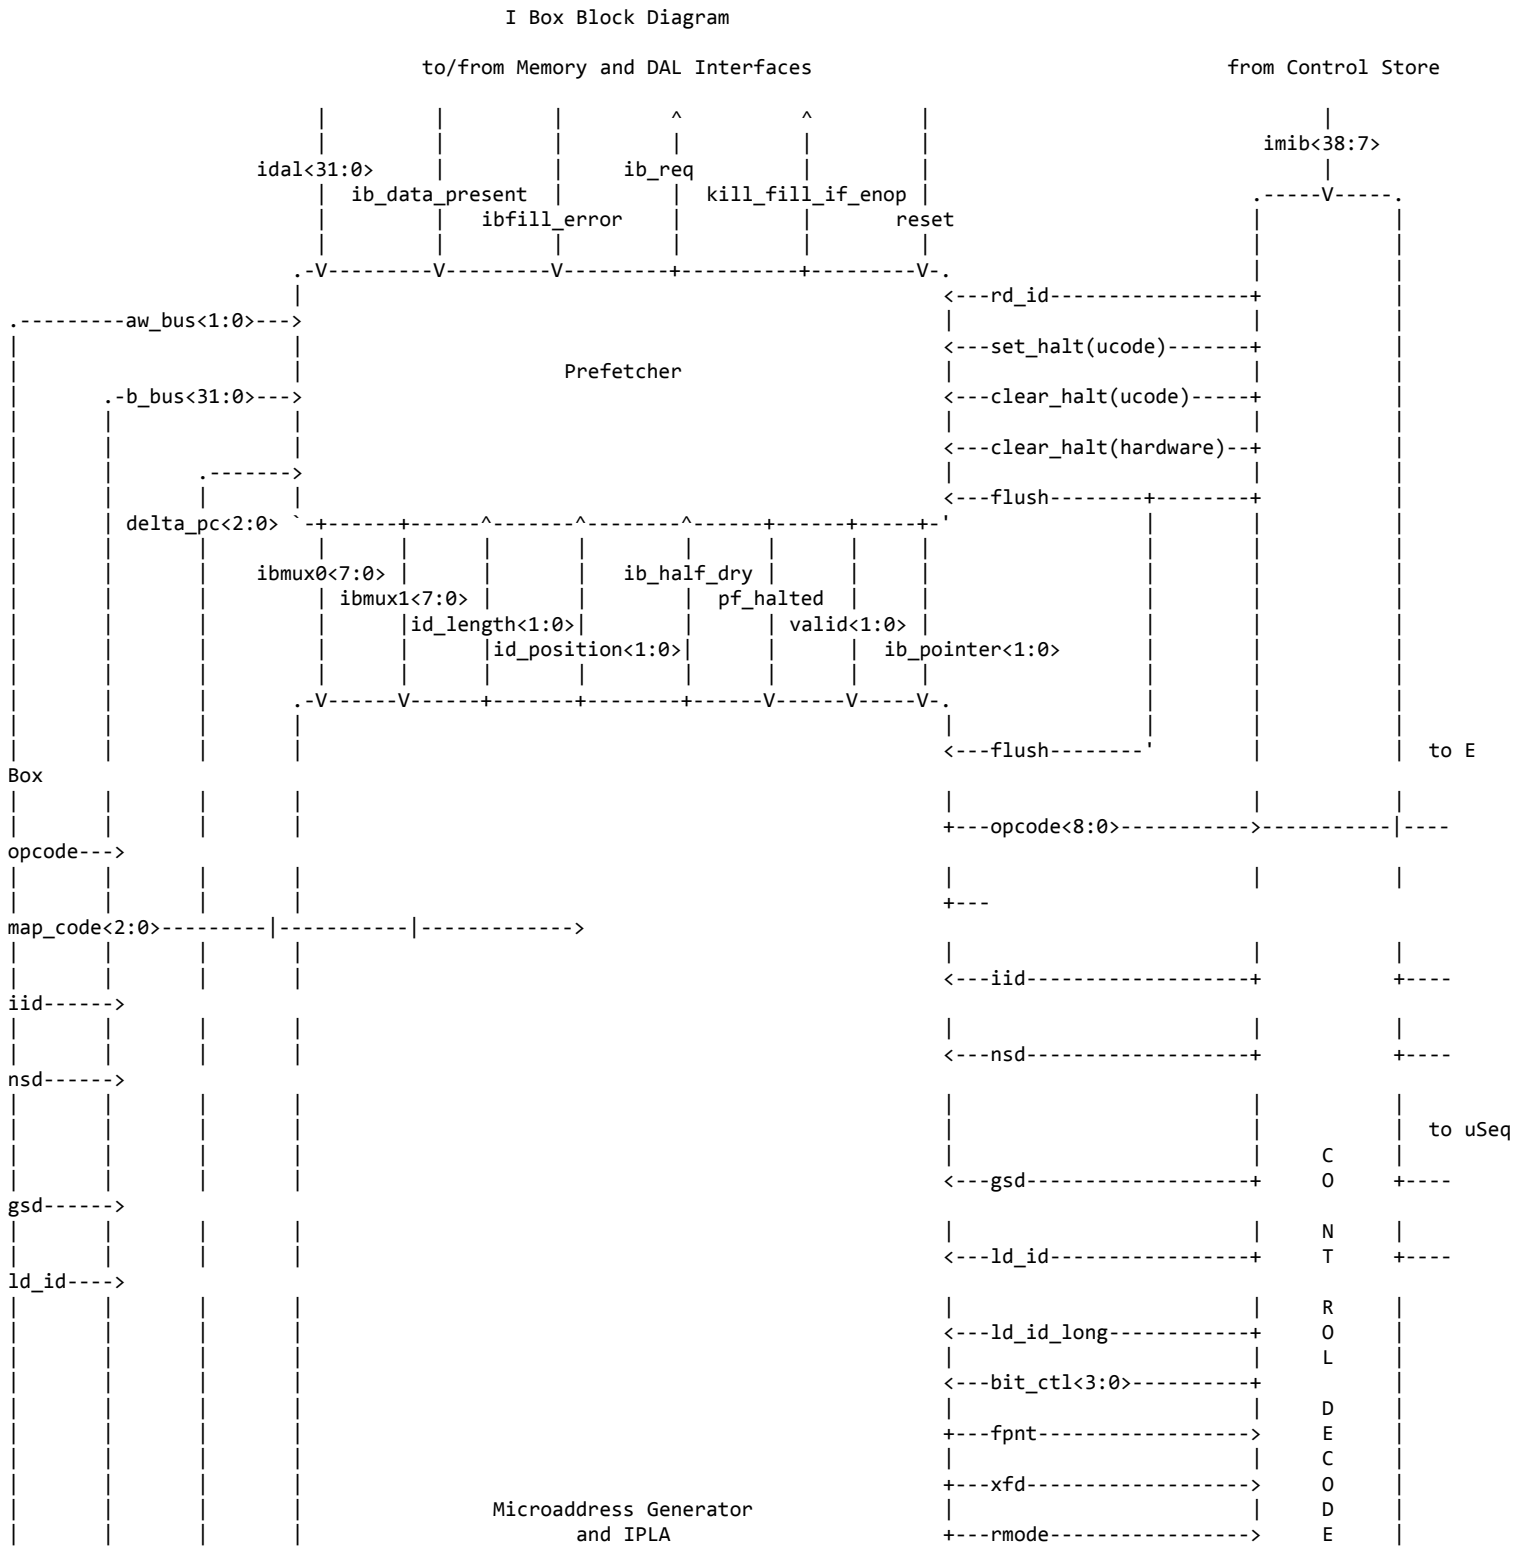 I Box Block Diagram
to/from Memory and DAL Interfaces from Control Store
imib<38:7>
idal<31:0> ib_req
ib_data_present kill_fill_if_enop
ibfill_error reset
<---rd_id-----------------+
.---------aw_bus<1:0>--->
<---set_halt(ucode)-------+
Prefetcher
.-b_bus<31:0>---> <---clear_halt(ucode)-----+
<---clear_halt(hardware)--+
<---flush--------+--------+
delta_pc<2:0>
ibmux0<7:0> ib_half_dry
ibmux1<7:0> pf_halted
id_length<1:0> valid<1:0>
id_position<1:0> ib_pointer<1:0>
<---flush--------' to E
Box
+---opcode<8:0>----------->-----------|----
opcode--->
+---
map_code<2:0>---------|-----------|------------->
<---iid-------------------+ +----
iid------>
<---nsd-------------------+ +----
nsd------>
to uSeq
C
<---gsd-------------------+ O +----
gsd------>
N
<---ld_id-----------------+ T +----
ld_id---->
R
<---ld_id_long------------+ O
L
<---bit_ctl<3:0>----------+
D
+---fpnt------------------> E
C
+---xfd-------------------> O
Microaddress Generator D
and IPLA +---rmode-----------------> E